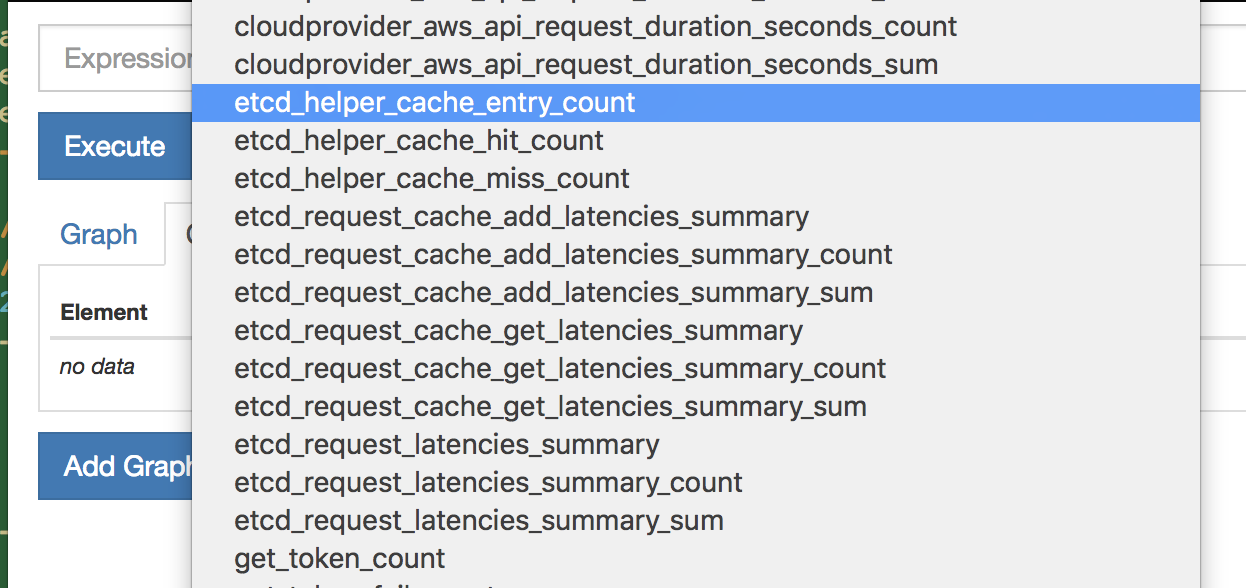 cloudprovider_aws_api_request_duration_seconds_count
Expression
cloudprovider_aws_api_request_duration_seconds_sum
etcd_helper_cache_entry_count
Execute
etcd_helper_cache_hit_count
etcd_helper_cache_miss_count
etcd_request_cache_add_latencies_summary
Graph
etcd_request_cache_add_latencies_summary_count
etcd_request_cache_add_latencies_summary_sum
Element
etcd_request_cache_get_latencies_summary
no data
etcd_request_cache_get_latencies_summary_count
etcd_request_cache_get_latencies_summary_sum
etcd_request_latencies_summary
Add Graph
etcd_request_latencies_summary_count
etcd_request_latencies_summary_sum
get_token_count